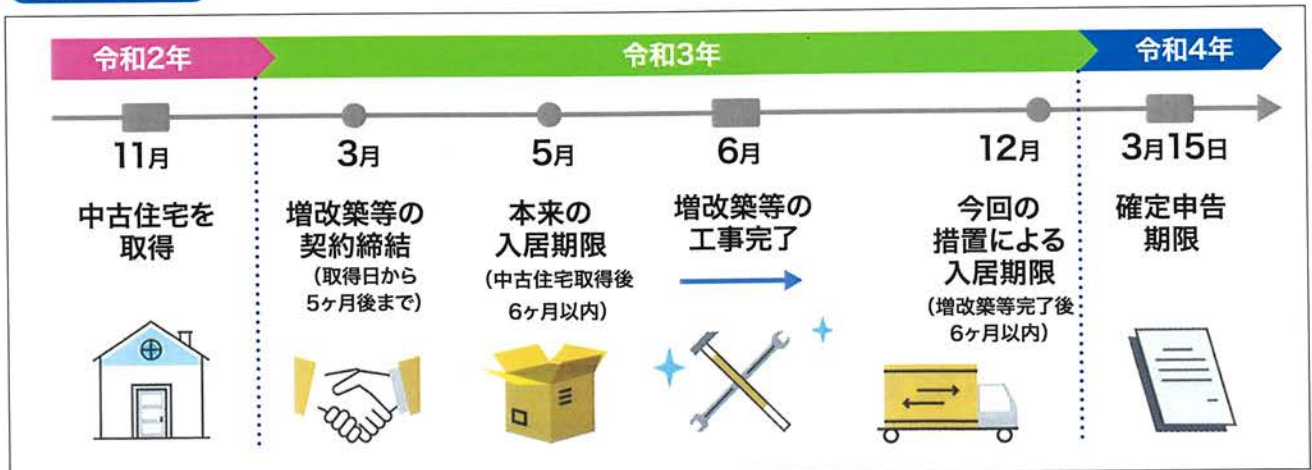 令和2年
令和3年
令和4年
11月
中古住宅を
取得
3月
増改築等の
契約締結
(取得日から
5ヶ月後まで)
5月
本来の
入居期限
(中古住宅取得後
6ヶ月以内)
6月
増改築等の
工事完了
12月
今回の
措置による
入居期限
(増改築等完了後
6ヶ月以内)
3月15日
確定申告
期限